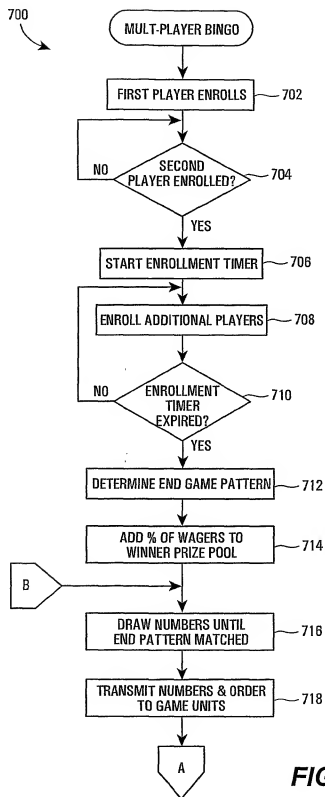 700
MULT-PLAYER BINGO
FIRST PLAYER ENROLLS
702
SECOND
PLAYER ENROLLED?
704
NO
YES
START ENROLLMENT TIMER
706
ENROLL ADDITIONAL PLAYERS
708
ENROLLMENT
TIMER
EXPIRED?
710
NO
YES
DETERMINE END GAME PATTERN
712
ADD % OF WAGERS TO
WINNER PRIZE POOL
714
B
DRAW NUMBERS UNTIL
END PATTERN MATCHED
716
TRANSMIT NUMBERS & ORDER
TO GAME UNITS
718
A
FIG